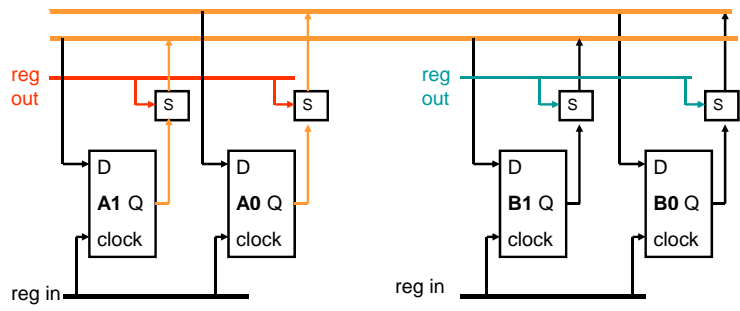 reg out
S
S
reg out
S
S
D
A1 Q
clock
D
A0 Q
clock
D
B1 Q
clock
D
B0 Q
clock
reg in
reg in